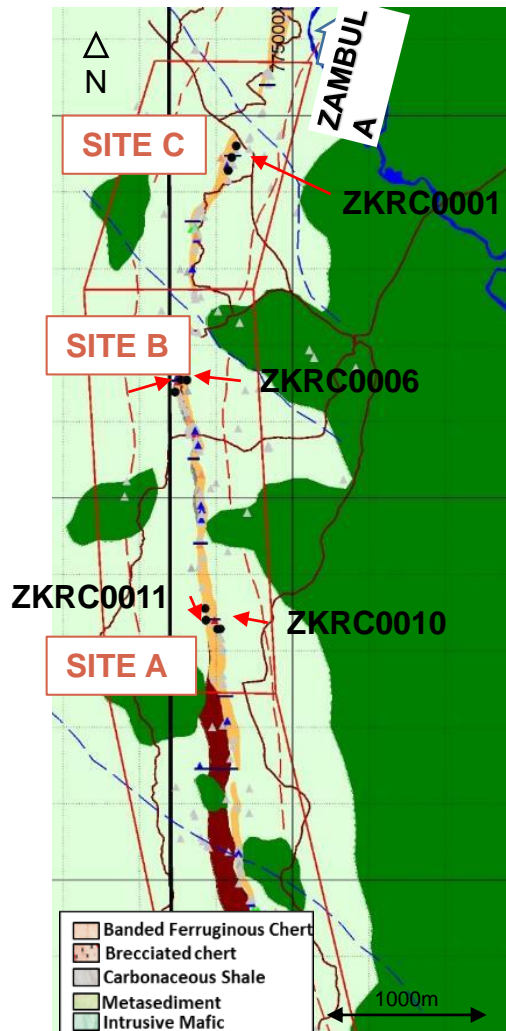 N
775000X
ZAMBUL
A
SITE C
ZKRC0001
SITE B
ZKRC0006
ZKRC0011
ZKRC0010
SITE A
Banded Ferruginous Chert
Brecciated chert
Carbonaceous Shale
Metasediment
Intrusive Mafic
1000m